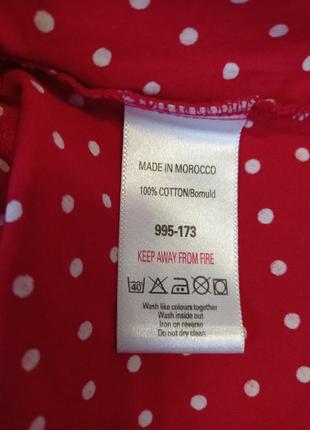 MADE IN MOROCCO
100% COTTON/Bomuld
995-173
KEEP AWAY FROM FIRE
40
Wash like colours together
Wash inside out
Iron on reverse
Do not dry clean